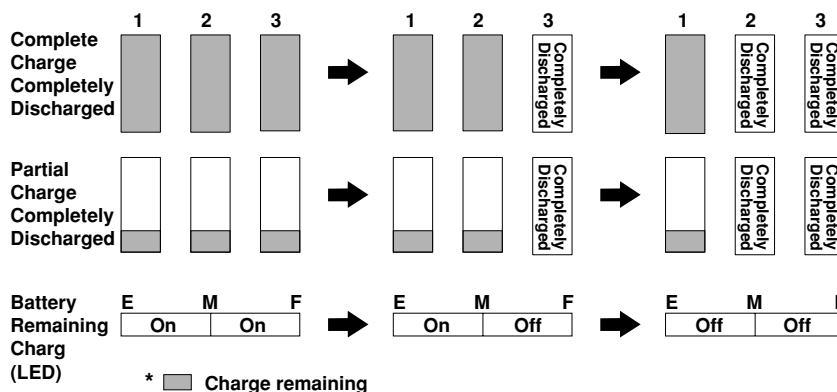 1 2 3 1 2 3 1 2 3
Complete
Charge
Completely
Discharged
Completely
Discharged
Completely
Discharged
Completely
Discharged
Partial
Charge
Completely
Discharged
Completely
Discharged
Completely
Discharged
Completely
Discharged
Battery
Remaining
Charg
(LED)
E M F E M F E M
On On On Off Off Off
* Charge remaining